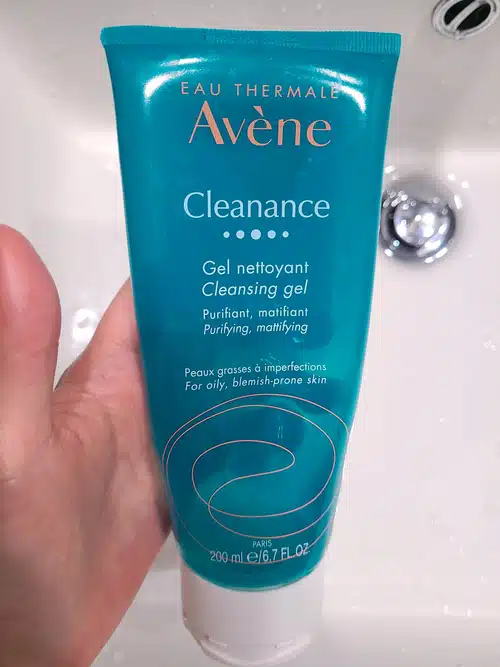 EAU THERMALE
Avène
Cleanance
Gel nettoyant
Cleansing gel
Purifiant, matifiant
Purifying, mattifying
Peaux grasses à imperfections
For oily, blemish-prone skin
PARIS
200 ml ℮/6.7 FL.OZ.